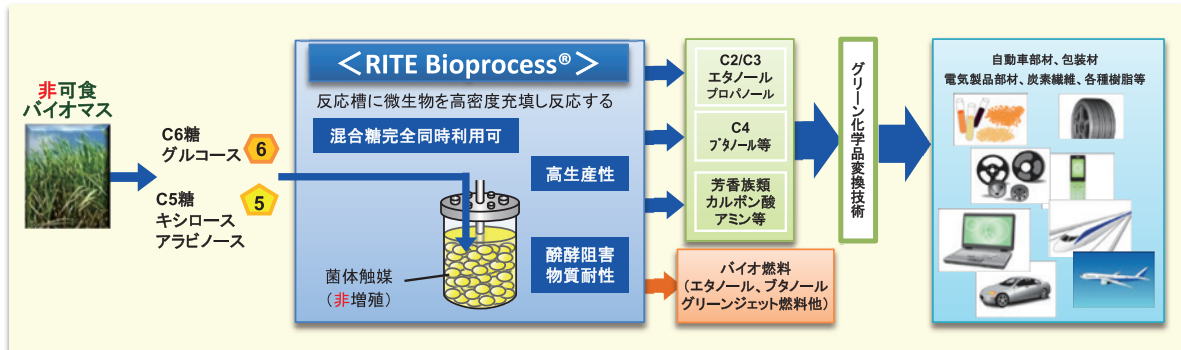 非可食
バイオマス
C6糖
グルコース
6
C5糖
キシロース
アラビノース
5
＜RITE Bioprocess®＞
反応槽に微生物を高密度充填し反応する
混合糖完全同時利用可
高生産性
醗酵阻害
物質耐性
菌体触媒
（非増殖）
C2/C3
エタノール
プロパノール
C4
ブタノール等
芳香族類
カルボン酸
アミン等
バイオ燃料
（エタノール、ブタノール
グリーンジェット燃料他）
グリーン化学品変換技術
自動車部材、包装材
電気製品部材、炭素繊維、各種樹脂等